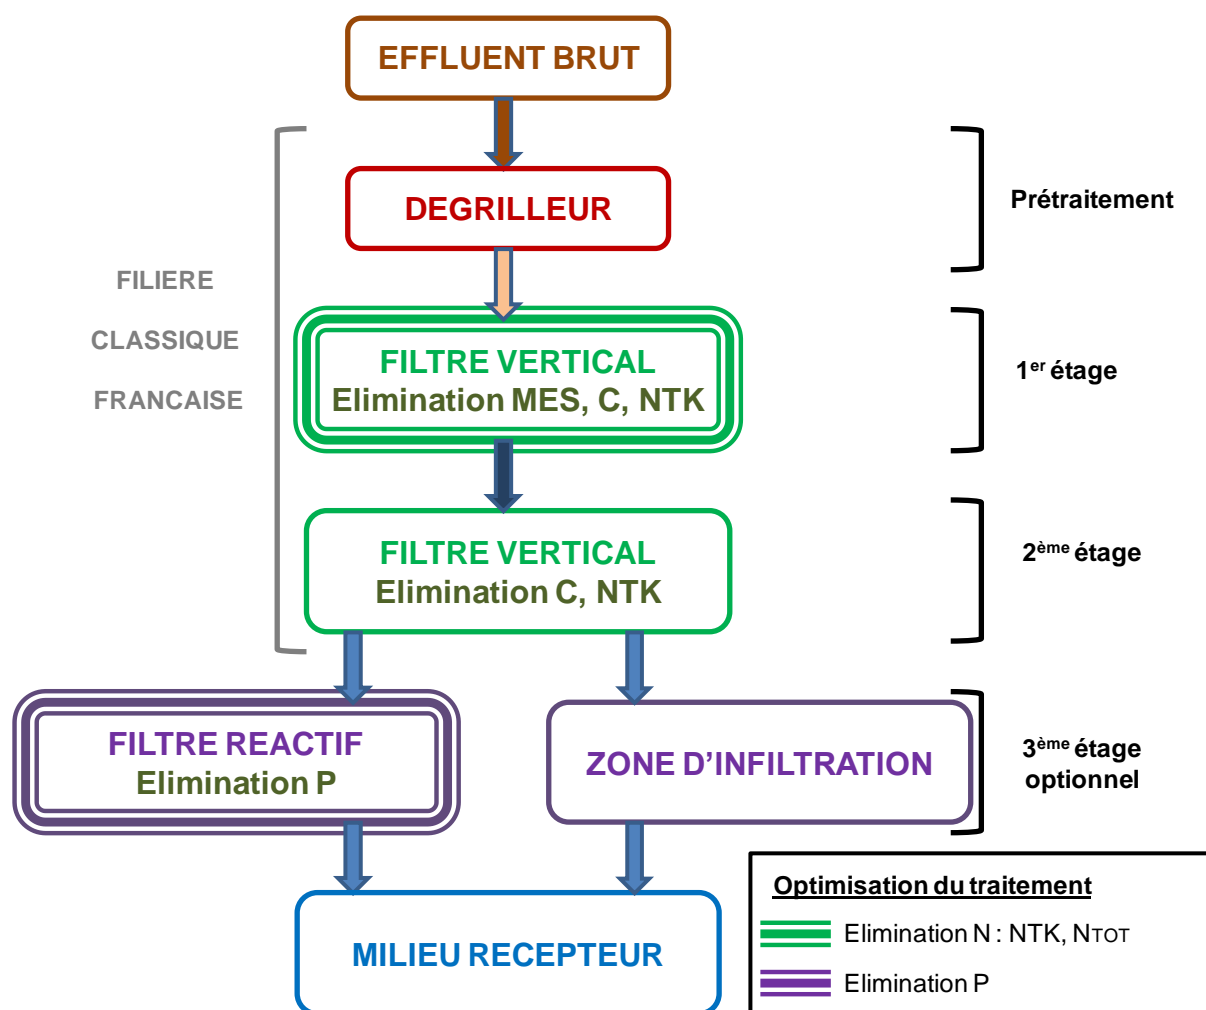 EFFLUENT BRUT
DEGRILLEUR
Prétraitement
FILIERE
CLASSIQUE
FRANCAISE
FILTRE VERTICAL
Elimination MES, C, NTK
1er étage
FILTRE VERTICAL
Elimination C, NTK
2ème étage
FILTRE REACTIF
Elimination P
ZONE D’INFILTRATION
3ème étage
optionnel
MILIEU RECEPTEUR
Optimisation du traitement
Elimination N : NTK, NTOT
Elimination P